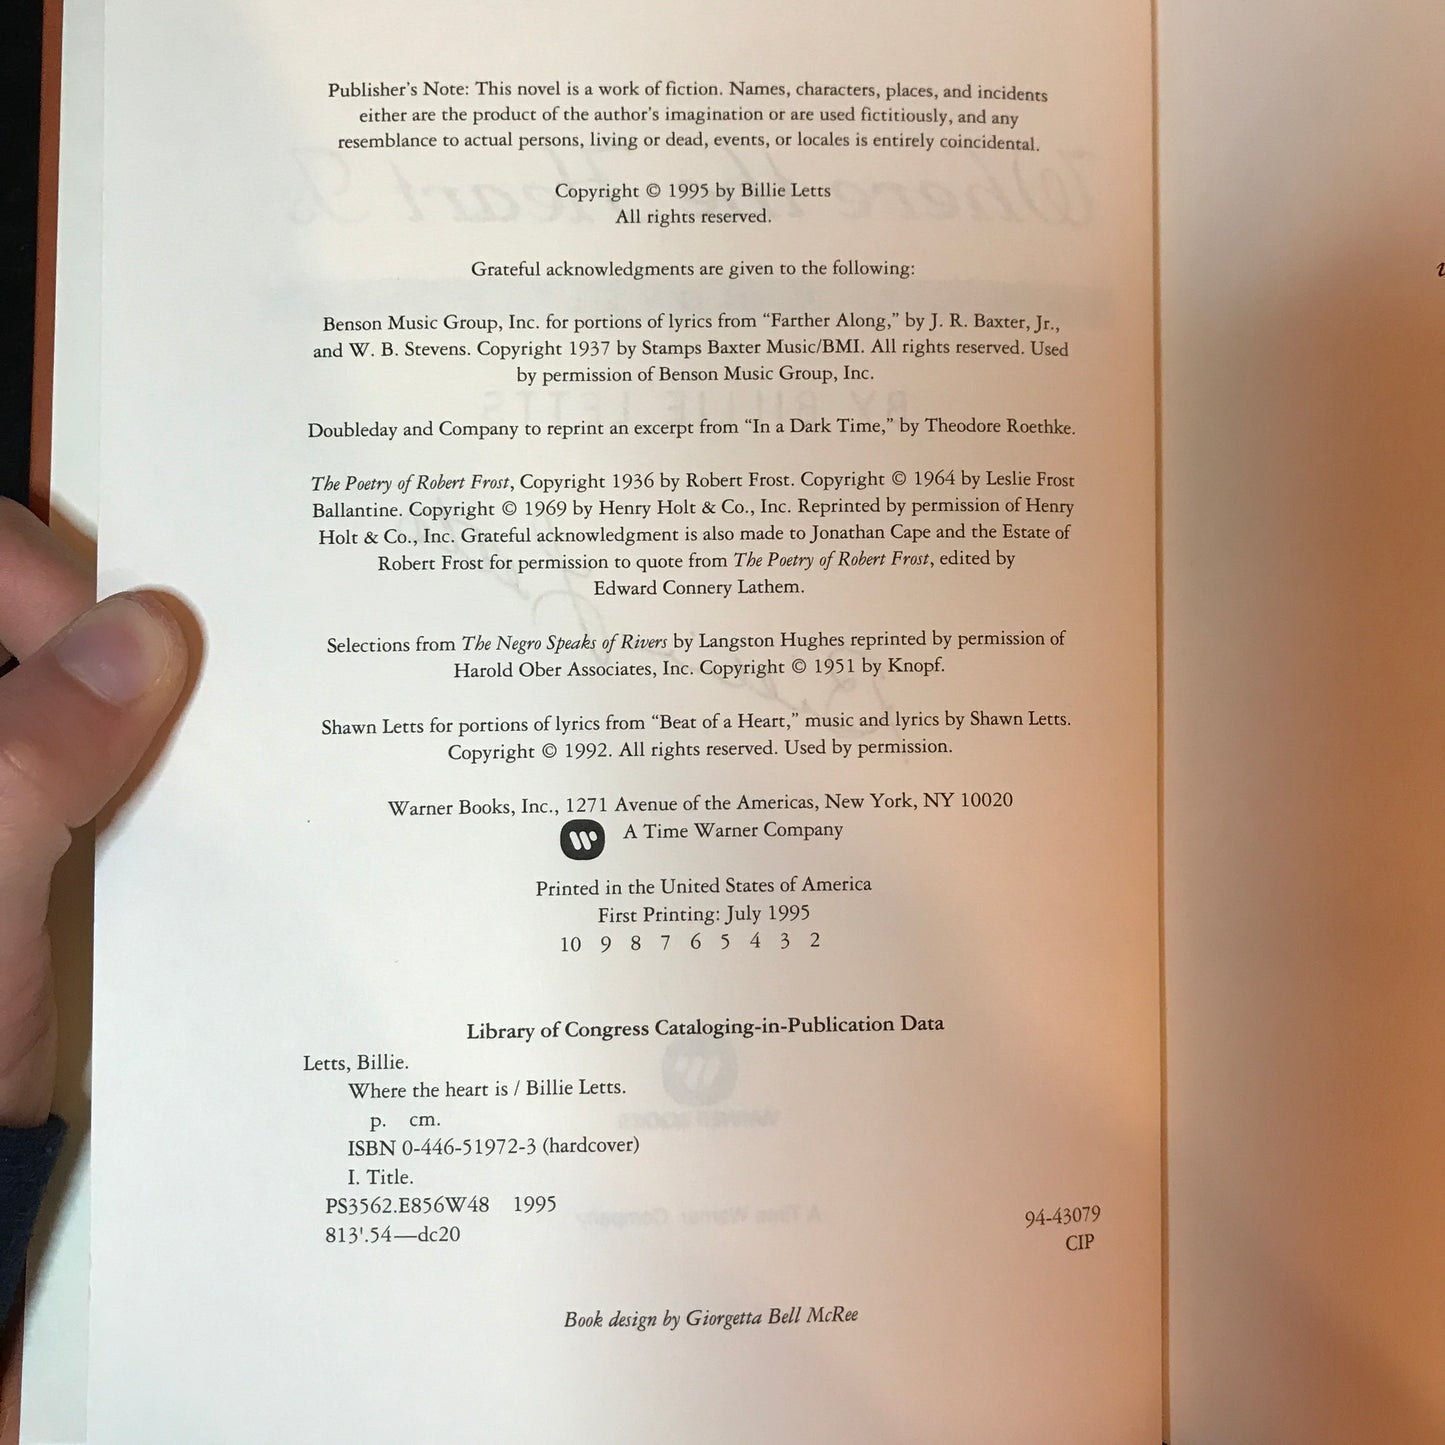 Publisher's Note: This novel is a work of fiction. Names, characters, places, and incidents
either are the product of the author's imagination or are used fictitiously, and any
resemblance to actual persons, living or dead, events, or locales is entirely coincidental.
Copyright © 1995 by Billie Letts
All rights reserved.
Grateful acknowledgments are given to the following:
Benson Music Group, Inc. for portions of lyrics from “Farther Along,” by J. R. Baxter, Jr.,
and W. B. Stevens. Copyright 1937 by Stamps Baxter Music/BMI. All rights reserved. Used
by permission of Benson Music Group, Inc.
Doubleday and Company to reprint an excerpt from “In a Dark Time,” by Theodore Roethke.
The Poetry of Robert Frost, Copyright 1936 by Robert Frost. Copyright © 1964 by Leslie Frost
Ballantine. Copyright © 1969 by Henry Holt & Co., Inc. Reprinted by permission of Henry
Holt & Co., Inc. Grateful acknowledgment is also made to Jonathan Cape and the Estate of
Robert Frost for permission to quote from The Poetry of Robert Frost, edited by
Edward Connery Lathem.
Selections from The Negro Speaks of Rivers by Langston Hughes reprinted by permission of
Harold Ober Associates, Inc. Copyright © 1951 by Knopf.
Shawn Letts for portions of lyrics from “Beat of a Heart,” music and lyrics by Shawn Letts.
Copyright © 1992. All rights reserved. Used by permission.
Warner Books, Inc., 1271 Avenue of the Americas, New York, NY 10020
A Time Warner Company
Printed in the United States of America
First Printing: July 1995
10 9 8 7 6 5 4 3 2
Library of Congress Cataloging-in-Publication Data
Letts, Billie.
Where the heart is / Billie Letts.
p. cm.
ISBN 0-446-51972-3 (hardcover)
I. Title.
PS3562.E856W48 1995
813'.54—dc20
94-43079
CIP
Book design by Giorgetta Bell McRee